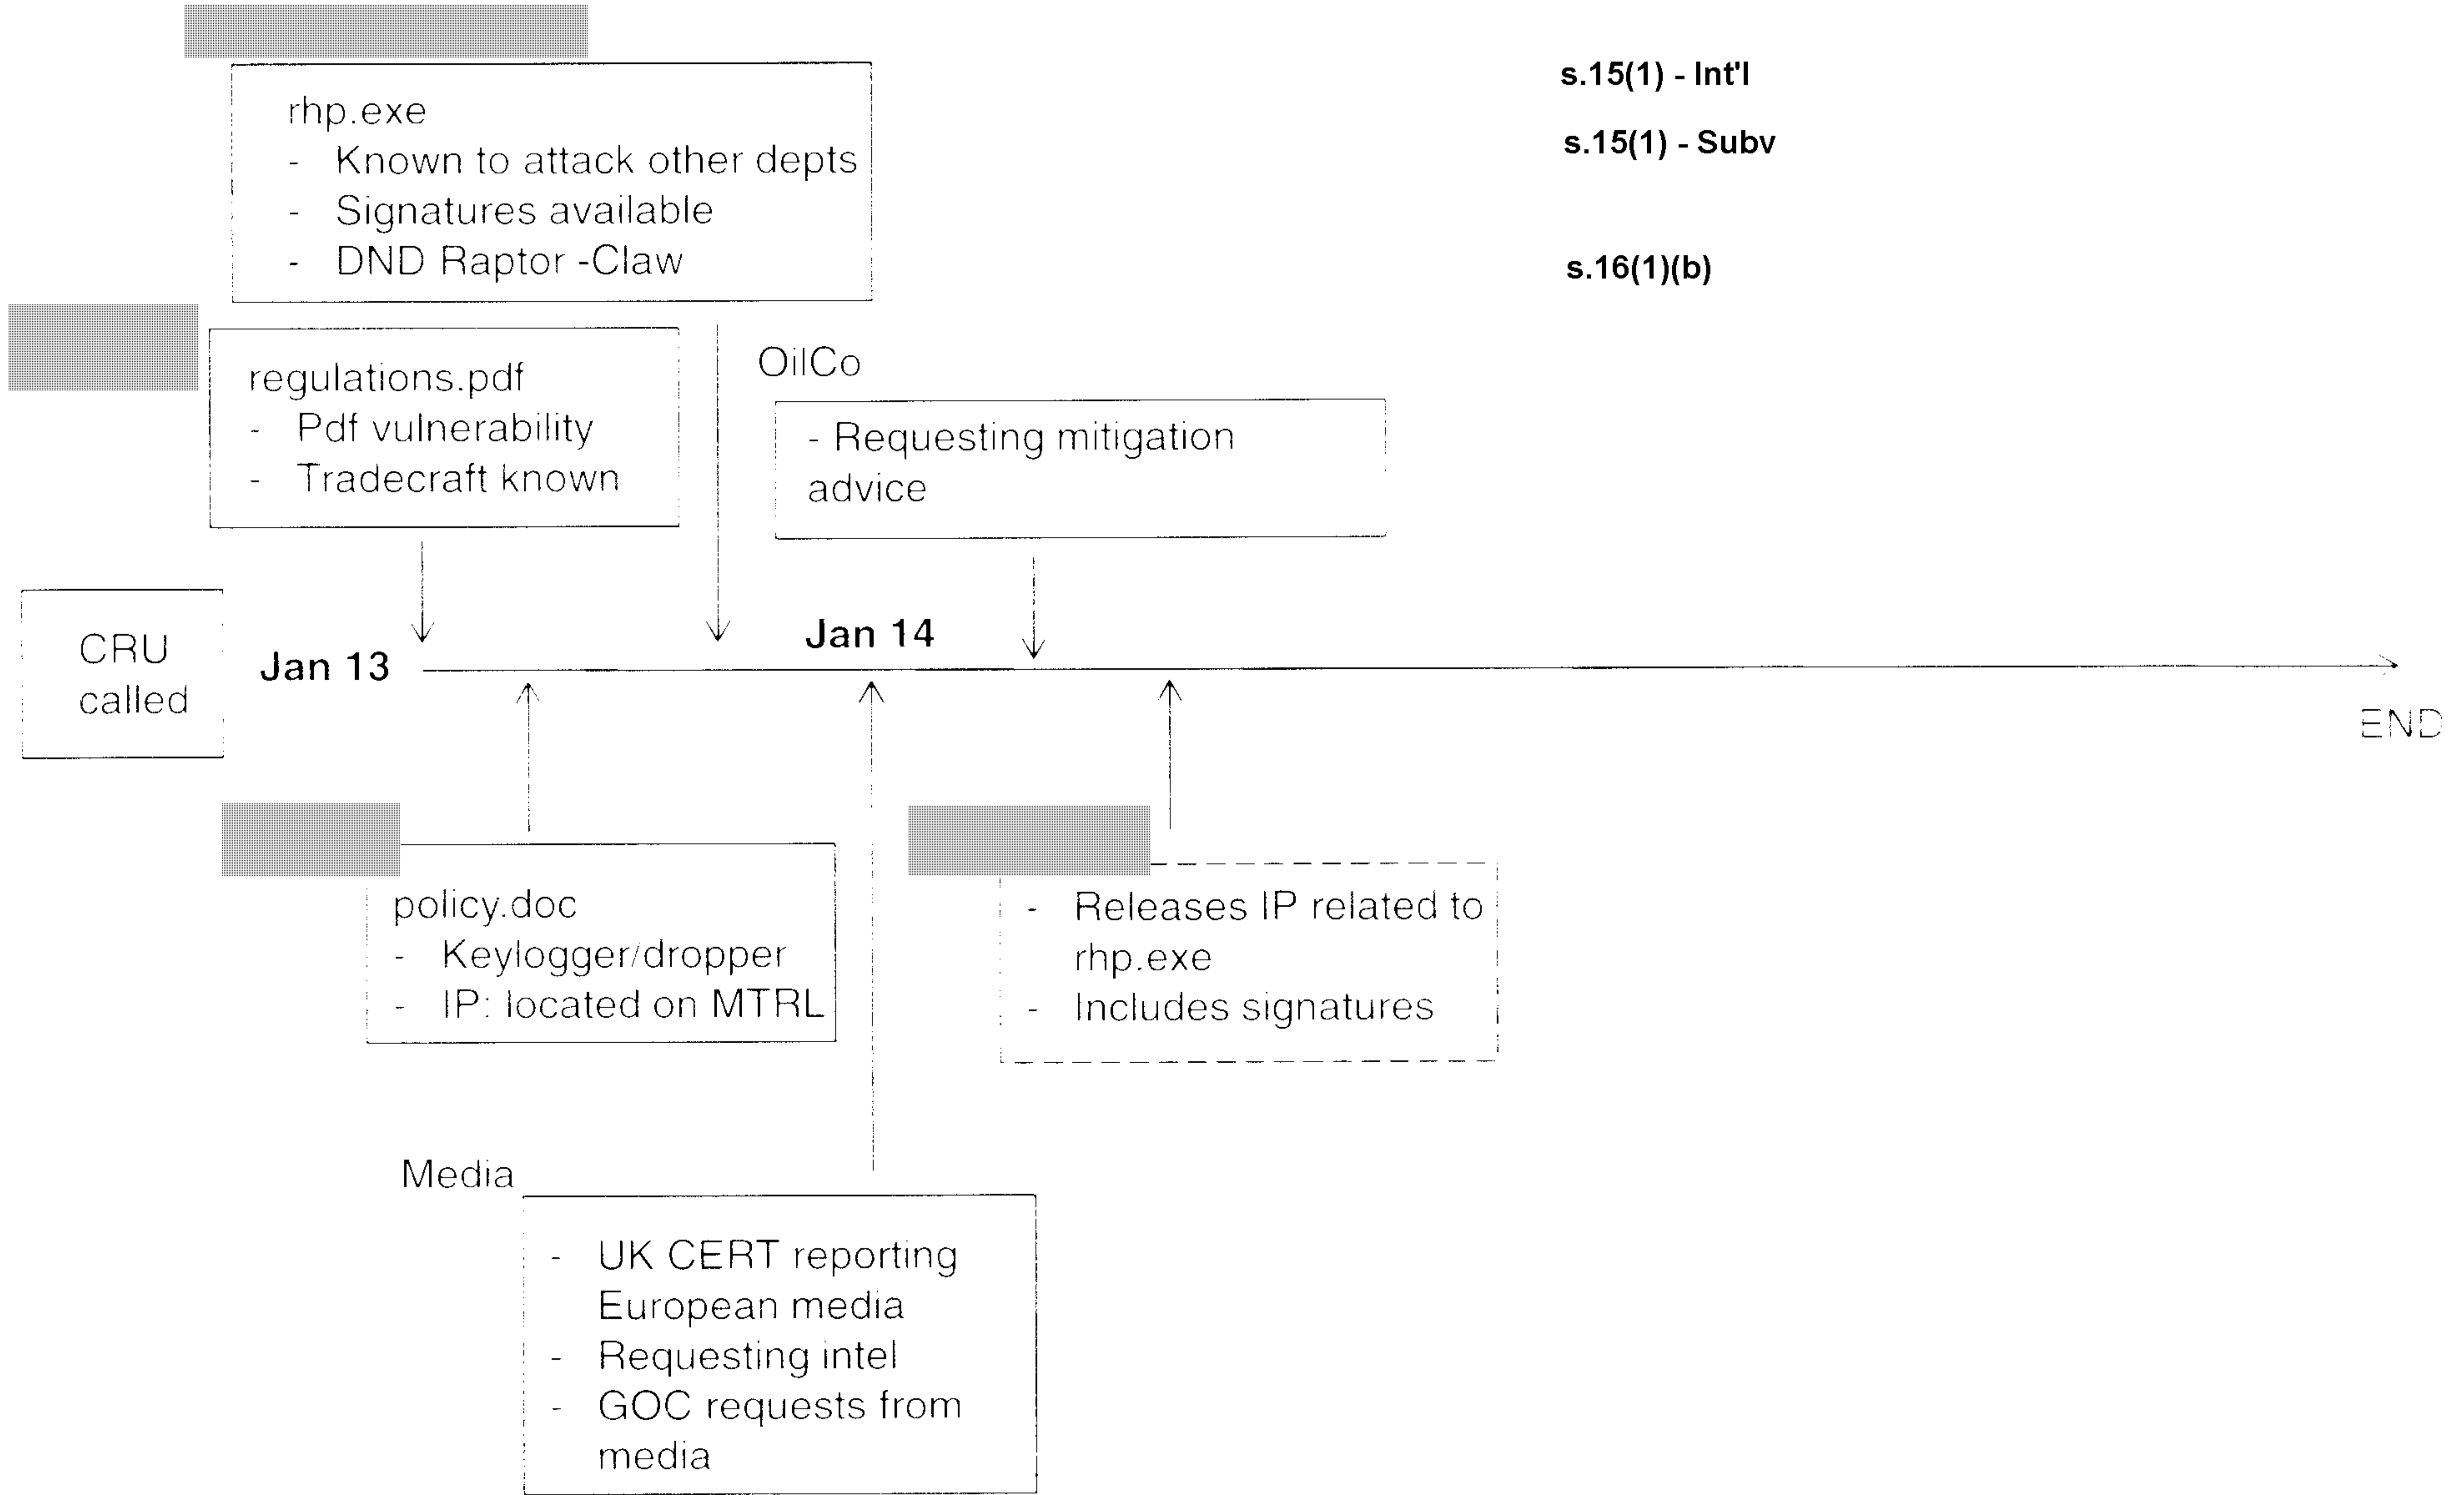 s.15(1) - Int'l
s.15(1) - Subv
s.16(1)(b)
rhp.exe
- Known to attack other depts
- Signatures available
- DND Raptor -Claw
regulations.pdf
- Pdf vulnerability
- Tradecraft known
OilCo
- Requesting mitigation
advice
CRU
called
Jan 13
Jan 14
END
policy.doc
- Keylogger/dropper
- IP: located on MTRL
- Releases IP related to
rhp.exe
- Includes signatures
Media
- UK CERT reporting
European media
- Requesting intel
- GOC requests from
media